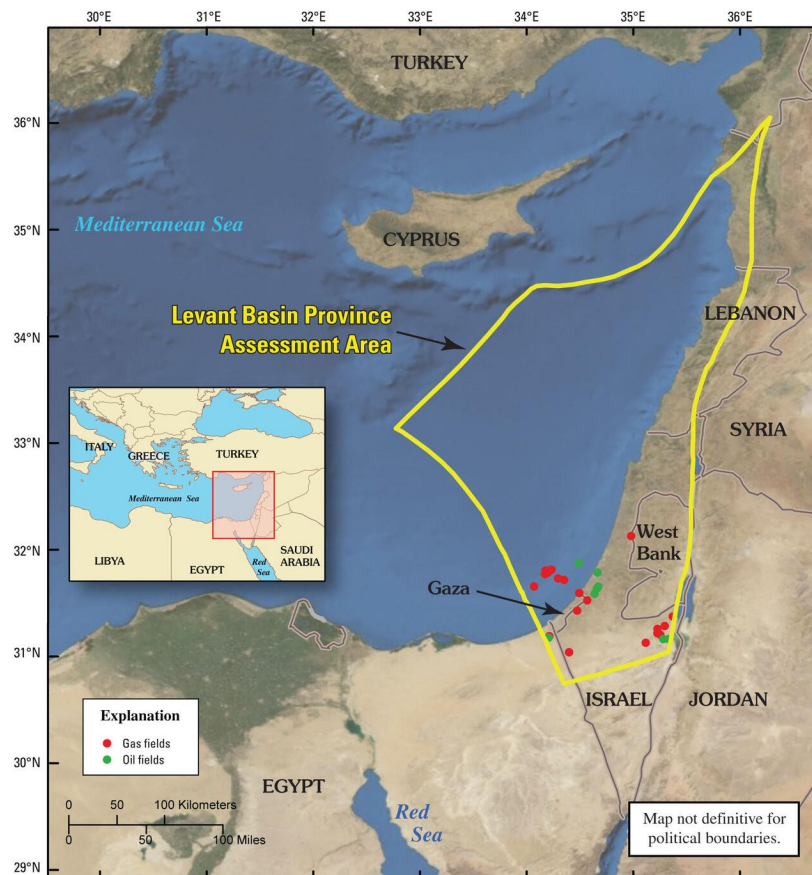 30°E 31°E 32°E 33°E 34°E 35°E 36°E
TURKEY
36°N
35°N
Mediterranean Sea
CYPRUS
Levant Basin Province
Assessment Area
34°N
LEBANON
33°N
SYRIA
ITALY
GREECE
TURKEY
Mediterranean Sea
LIBYA
EGYPT
Red
Sea
SAUDI
ARABIA
32°N
West
Bank
Gaza
31°N
ISRAEL
JORDAN
Explanation
Gas fields
Oil fields
30°N
EGYPT
0 50 100 Kilometers
0 50 100 Miles
Red
Sea
Map not definitive for
political boundaries.
29°N